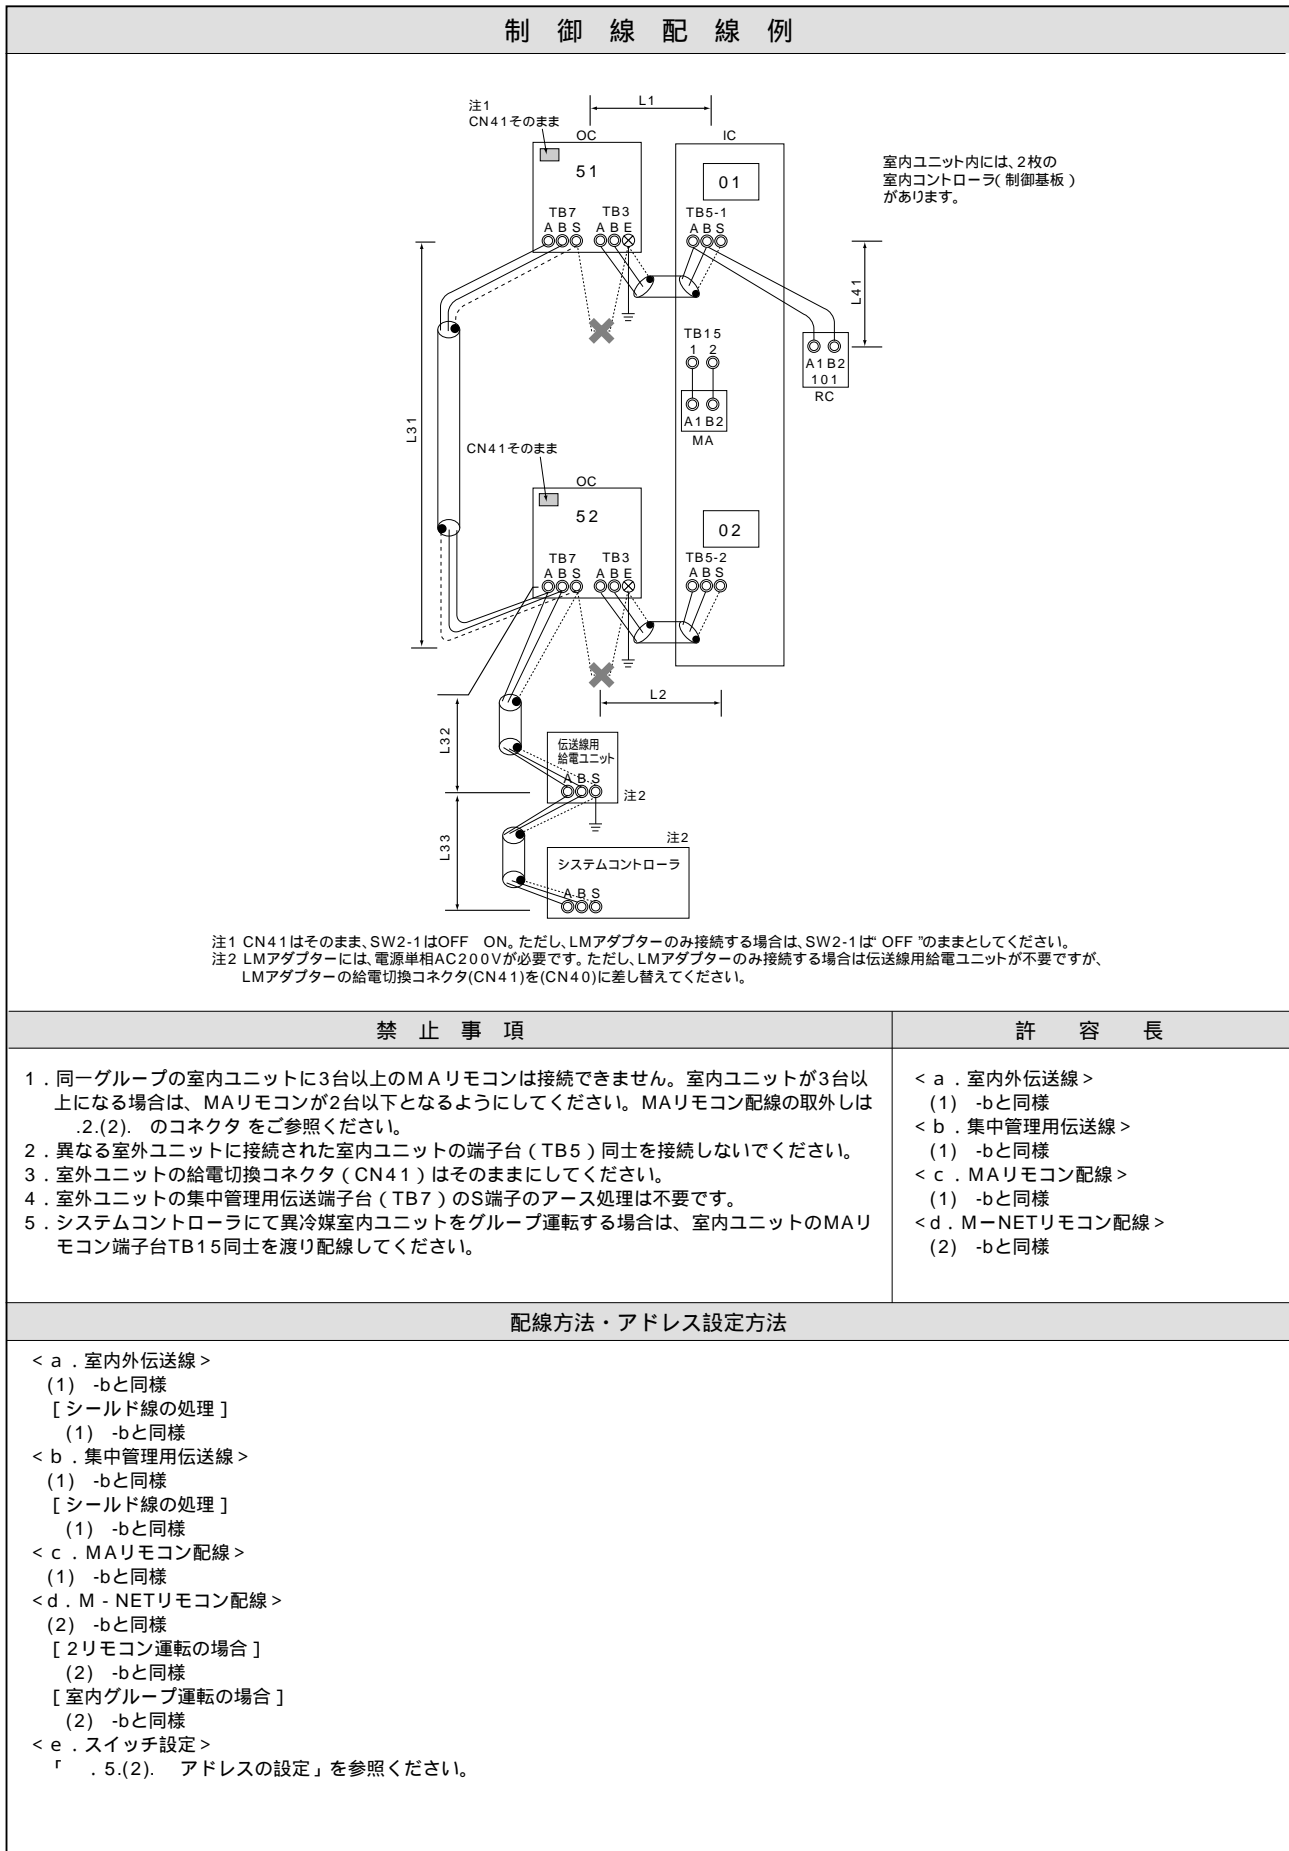 制御線配線例
注1
CN41そのまま
L1
OC
IC
51
01
室内ユニット内には、2枚の
室内コントローラ(制御基板)
があります。
TB7
TB3
TB5-1
A B S
A B E
A B S
L31
L41
TB15
1 2
A1 B2
MA
A1 B2
101
RC
CN41そのまま
OC
52
02
TB7
TB3
TB5-2
A B S
A B E
A B S
L2
L32
伝送線用
給電ユニット
A B S
注2
L33
注2
システムコントローラ
A B S
注1 CN41はそのまま、SW2-1はOFF ON。ただし、LMアダプターのみ接続する場合は、SW2-1は“OFF”のままとしてください。
注2 LMアダプターには、電源単相AC200Vが必要です。ただし、LMアダプターのみ接続する場合は伝送線用給電ユニットが不要ですが、
LMアダプターの給電切換コネクタ(CN41)を(CN40)に差し替えてください。
禁止事項
1．同一グループの室内ユニットに3台以上のMAリモコンは接続できません。室内ユニットが3台以
上になる場合は、MAリモコンが2台以下となるようにしてください。MAリモコン配線の取外しは
.2.(2). のコネクタ をご参照ください。
2．異なる室外ユニットに接続された室内ユニットの端子台（TB5）同士を接続しないでください。
3．室外ユニットの給電切換コネクタ（CN41）はそのままにしてください。
4．室外ユニットの集中管理用伝送端子台（TB7）のS端子のアース処理は不要です。
5．システムコントローラにて異冷媒室内ユニットをグループ運転する場合は、室内ユニットのMAリ
モコン端子台TB15同士を渡り配線してください。
許容長
<a．室内外伝送線>
(1) -bと同様
<b．集中管理用伝送線>
(1) -bと同様
<c．MAリモコン配線>
(1) -bと同様
<d．M－NETリモコン配線>
(2) -bと同様
配線方法・アドレス設定方法
<a．室内外伝送線>
(1) -bと同様
[シールド線の処理]
(1) -bと同様
<b．集中管理用伝送線>
(1) -bと同様
[シールド線の処理]
(1) -bと同様
<c．MAリモコン配線>
(1) -bと同様
<d．M-NETリモコン配線>
(2) -bと同様
[2リモコン運転の場合]
(2) -bと同様
[室内グループ運転の場合]
(2) -bと同様
<e．スイッチ設定>
「 ．5.(2). アドレスの設定」を参照ください。